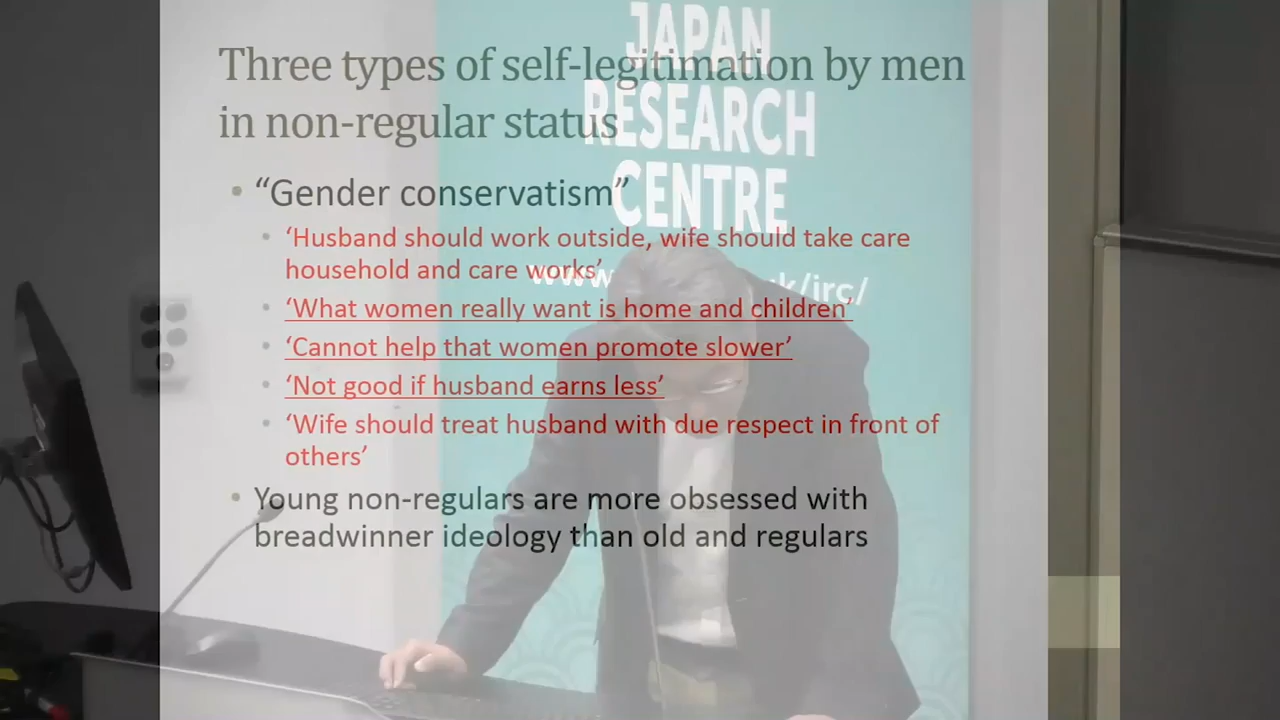 JAPAN
RESEARCH
CENTRE
/jrc/
Three types of self-legitimation by men
in non-regular status
• “Gender conservatism”
• ‘Husband should work outside, wife should take care
household and care works’
• ‘What women really want is home and children’
• ‘Cannot help that women promote slower’
• ‘Not good if husband earns less’
• ‘Wife should treat husband with due respect in front of
others’
• Young non-regulars are more obsessed with
breadwinner ideology than old and regulars